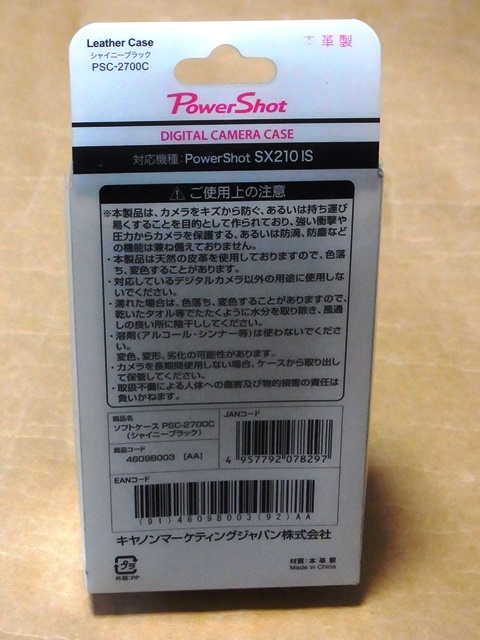 Leather Case
シャイニーブラック
PSC-2700C
本革製
PowerShot
DIGITAL CAMERA CASE
対応機種:PowerShot SX210 IS
ご使用上の注意
※本製品は、カメラをキズから防ぐ、あるいは持ち運び
易くすることを目的として作られており、強い衝撃や
圧力からカメラを保護する、あるいは防滴、防塵など
の機能は兼ね備えておりません。
・本製品は天然の皮革を使用しておりますので、色落
ち、変色することがあります。
・対応しているデジタルカメラ以外の用途に使用しな
いでください。
・濡れた場合は、色落ち、変色することがありますので、
乾いたタオル等でたたくように水分を取り除き、風通
しの良い所に陰干ししてください。
・溶剤(アルコール・シンナー等)は使わないでくださ
い。
変色、変形、劣化の可能性があります。
・カメラを長期間使用しない場合、ケースから取り出し
て保管してください。
・取扱不備による人体への傷害及び物的損害の責任は
負いかねます。
商品名
ソフトケース PSC-2700C
(シャイニーブラック)
商品コード
4609B003 [AA]
JANコード
4 957792 078297
EANコード
(91)4609B003(92)AA
キヤノンマーケティングジャパン株式会社
プラ
外箱:PP
材質:本革製
Made in China